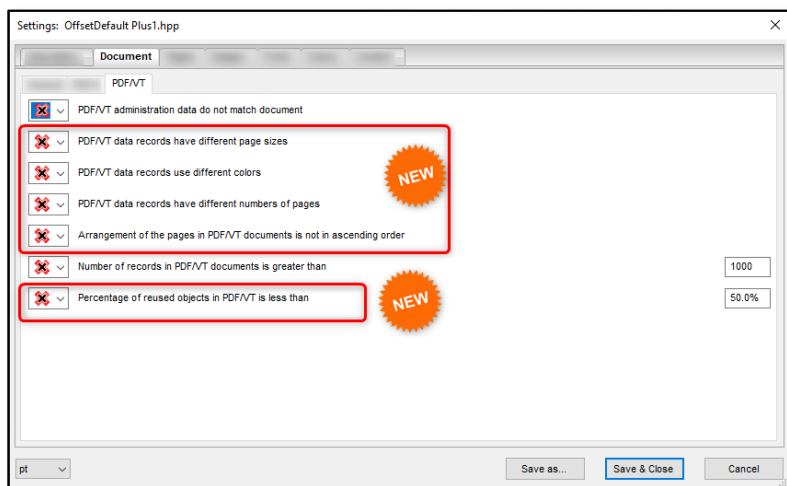 Settings: OffsetDefault Plus1.hpp
Document
PDF/VT
PDF/VT administration data do not match document
PDF/VT data records have different page sizes
PDF/VT data records use different colors
NEW
PDF/VT data records have different numbers of pages
Arrangement of the pages in PDF/VT documents is not in ascending order
Number of records in PDF/VT documents is greater than
1000
Percentage of reused objects in PDF/VT is less than
NEW
50.0%
pt
Save as...
Save & Close
Cancel